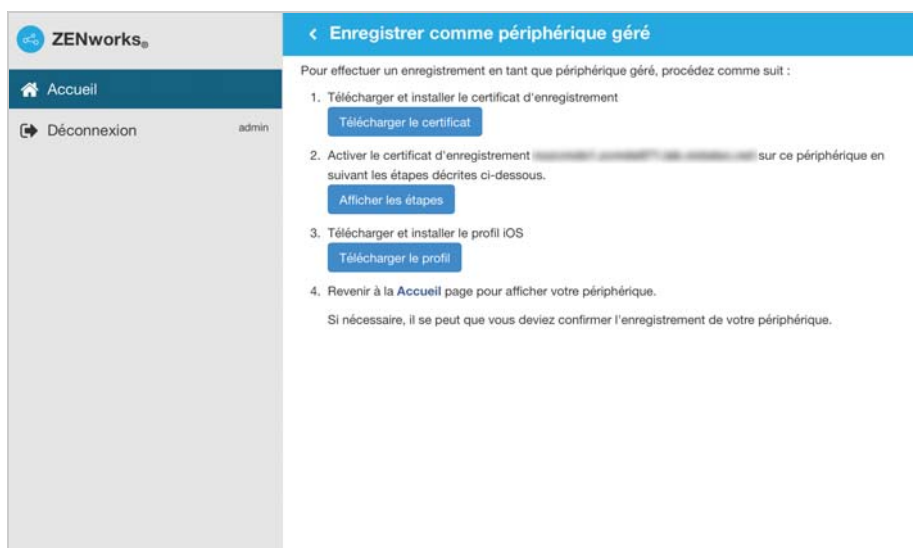 ZENworks®
Enregistrer comme périphérique géré
Accueil
Déconnexion
admin
Pour effectuer un enregistrement en tant que périphérique géré, procédez comme suit :
1. Télécharger et installer le certificat d'enregistrement
Télécharger le certificat
2. Activer le certificat d'enregistrement sur ce périphérique en
suivant les étapes décrites ci-dessous.
Afficher les étapes
3. Télécharger et installer le profil iOS
Télécharger le profil
4. Revenir à la Accueil page pour afficher votre périphérique.
Si nécessaire, il se peut que vous deviez confirmer l'enregistrement de votre périphérique.